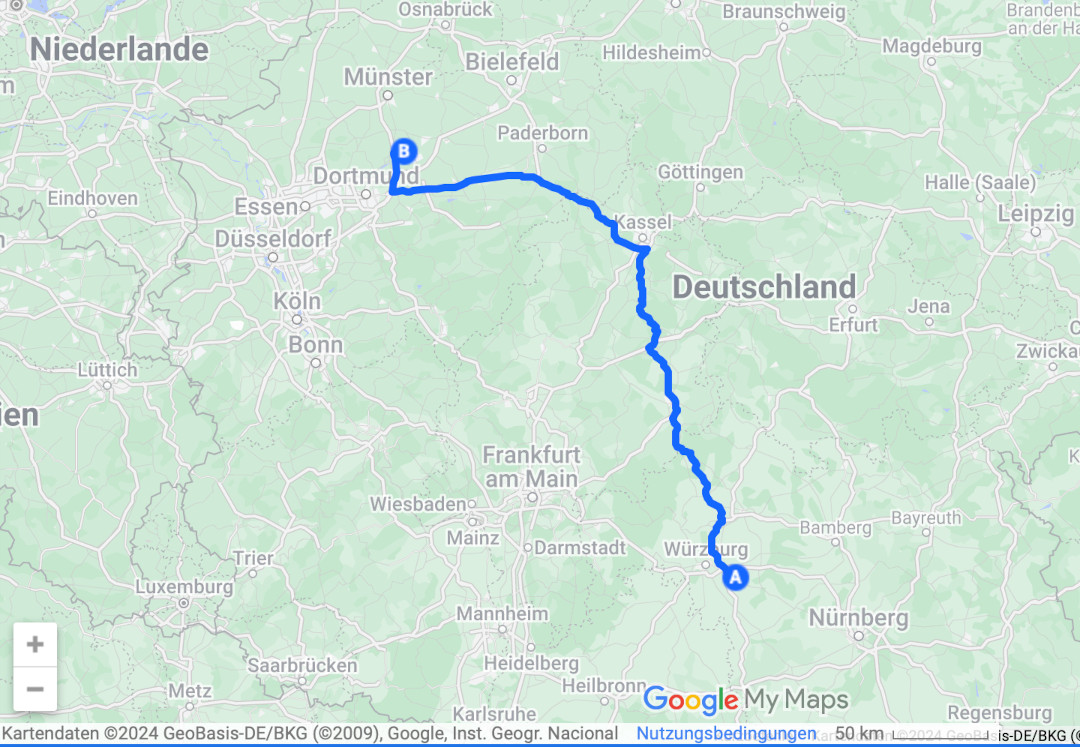 Osnabrück
Braunschweig
Brandenb
an der Ha
Niederlande
Hildesheim
Magdeburg
Bielefeld
Münster
m
Paderborn
B
Dortmund
Göttingen
Halle (Saale)
Eindhoven
Essen
Leipzig
Kassel
n
Düsseldorf
Deutschland
Köln
Jena
Erfurt
Bonn
Zwickau
Lüttich
ien
Frankfurt
am Main
K
Wiesbaden
Bayreuth
Bamberg
Mainz
Darmstadt
Würzburg
Trier
A
Luxemburg
Mannheim
Nürnberg
+
Saarbrücken
Heidelberg
−
Heilbronn
Metz
Google My Maps
Karlsruhe
Regensburg
Kartendaten ©2024 GeoBasis-DE/BKG (©2009), Google, Inst. Geogr. Nacional Nutzungsbedingungen 50 km Kartendaten ©2024 GeoBasis-DE/BKG (©